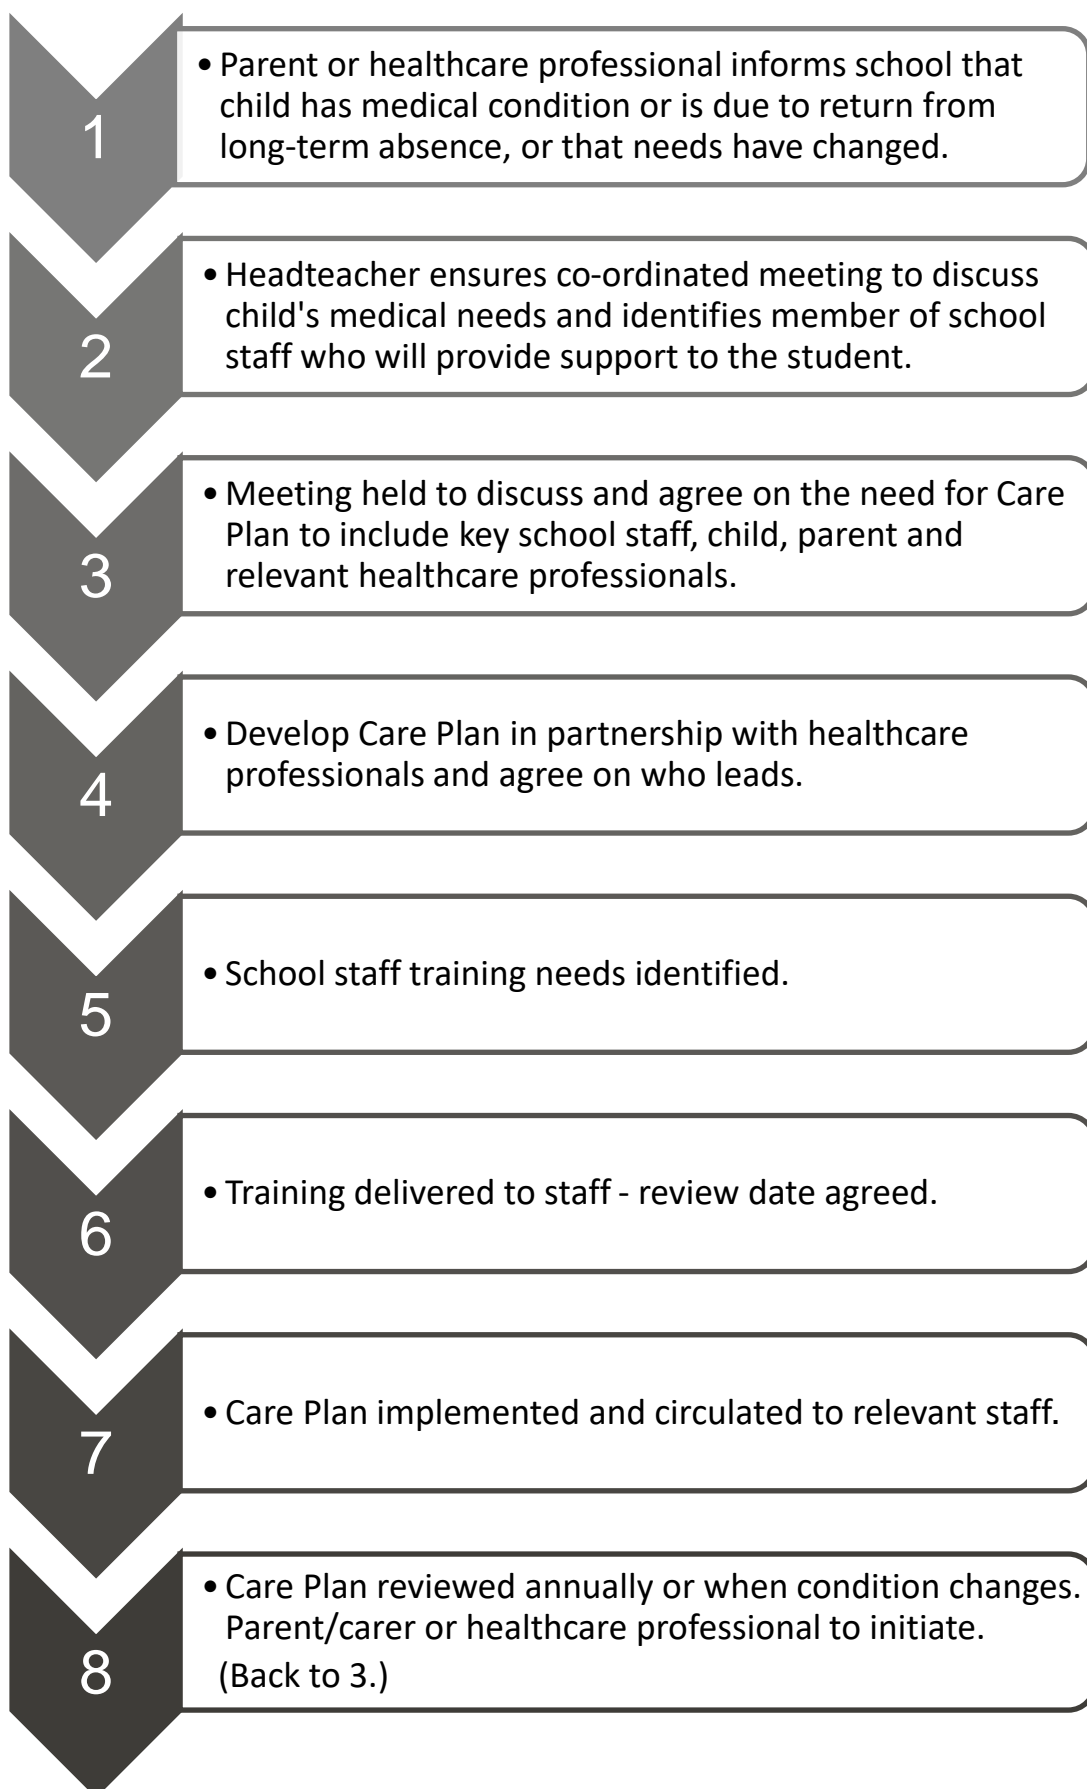 1
• Parent or healthcare professional informs school that
child has medical condition or is due to return from
long-term absence, or that needs have changed.
2
• Headteacher ensures co-ordinated meeting to discuss
child's medical needs and identifies member of school
staff who will provide support to the student.
3
• Meeting held to discuss and agree on the need for Care
Plan to include key school staff, child, parent and
relevant healthcare professionals.
4
• Develop Care Plan in partnership with healthcare
professionals and agree on who leads.
5
• School staff training needs identified.
6
• Training delivered to staff - review date agreed.
7
• Care Plan implemented and circulated to relevant staff.
8
• Care Plan reviewed annually or when condition changes.
Parent/carer or healthcare professional to initiate.
(Back to 3.)